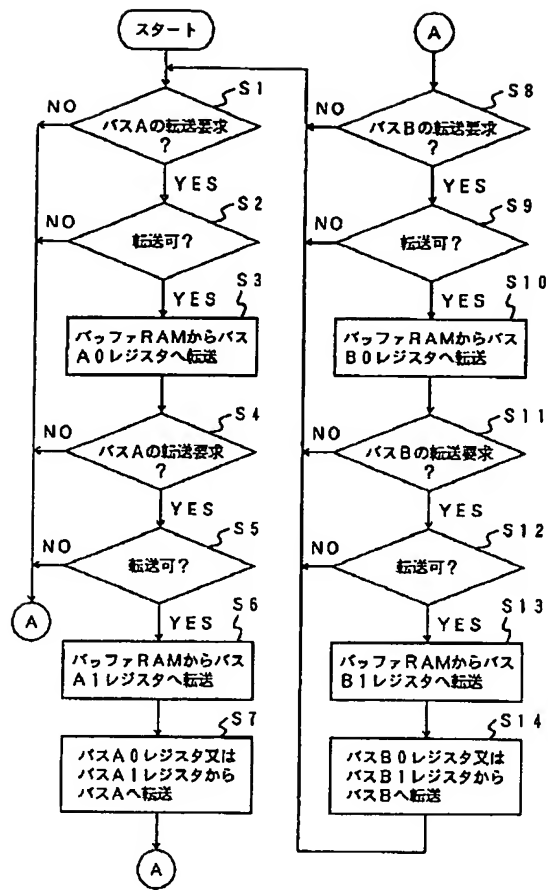 スタート
S1
NO
バスAの転送要求
?
YES
S2
NO
転送可?
YES
S3
バッファRAMからバス
A0レジスタへ転送
S4
NO
バスAの転送要求
?
YES
S5
NO
転送可?
A
YES
S6
バッファRAMからバス
A1レジスタへ転送
S7
バスA0レジスタ又は
バスA1レジスタから
バスAへ転送
A
A
S8
NO
バスBの転送要求
?
YES
S9
NO
転送可?
YES
S10
バッファRAMからバス
B0レジスタへ転送
S11
NO
バスBの転送要求
?
YES
S12
NO
転送可?
YES
S13
バッファRAMからバス
B1レジスタへ転送
S14
バスB0レジスタ又は
バスB1レジスタから
バスBへ転送